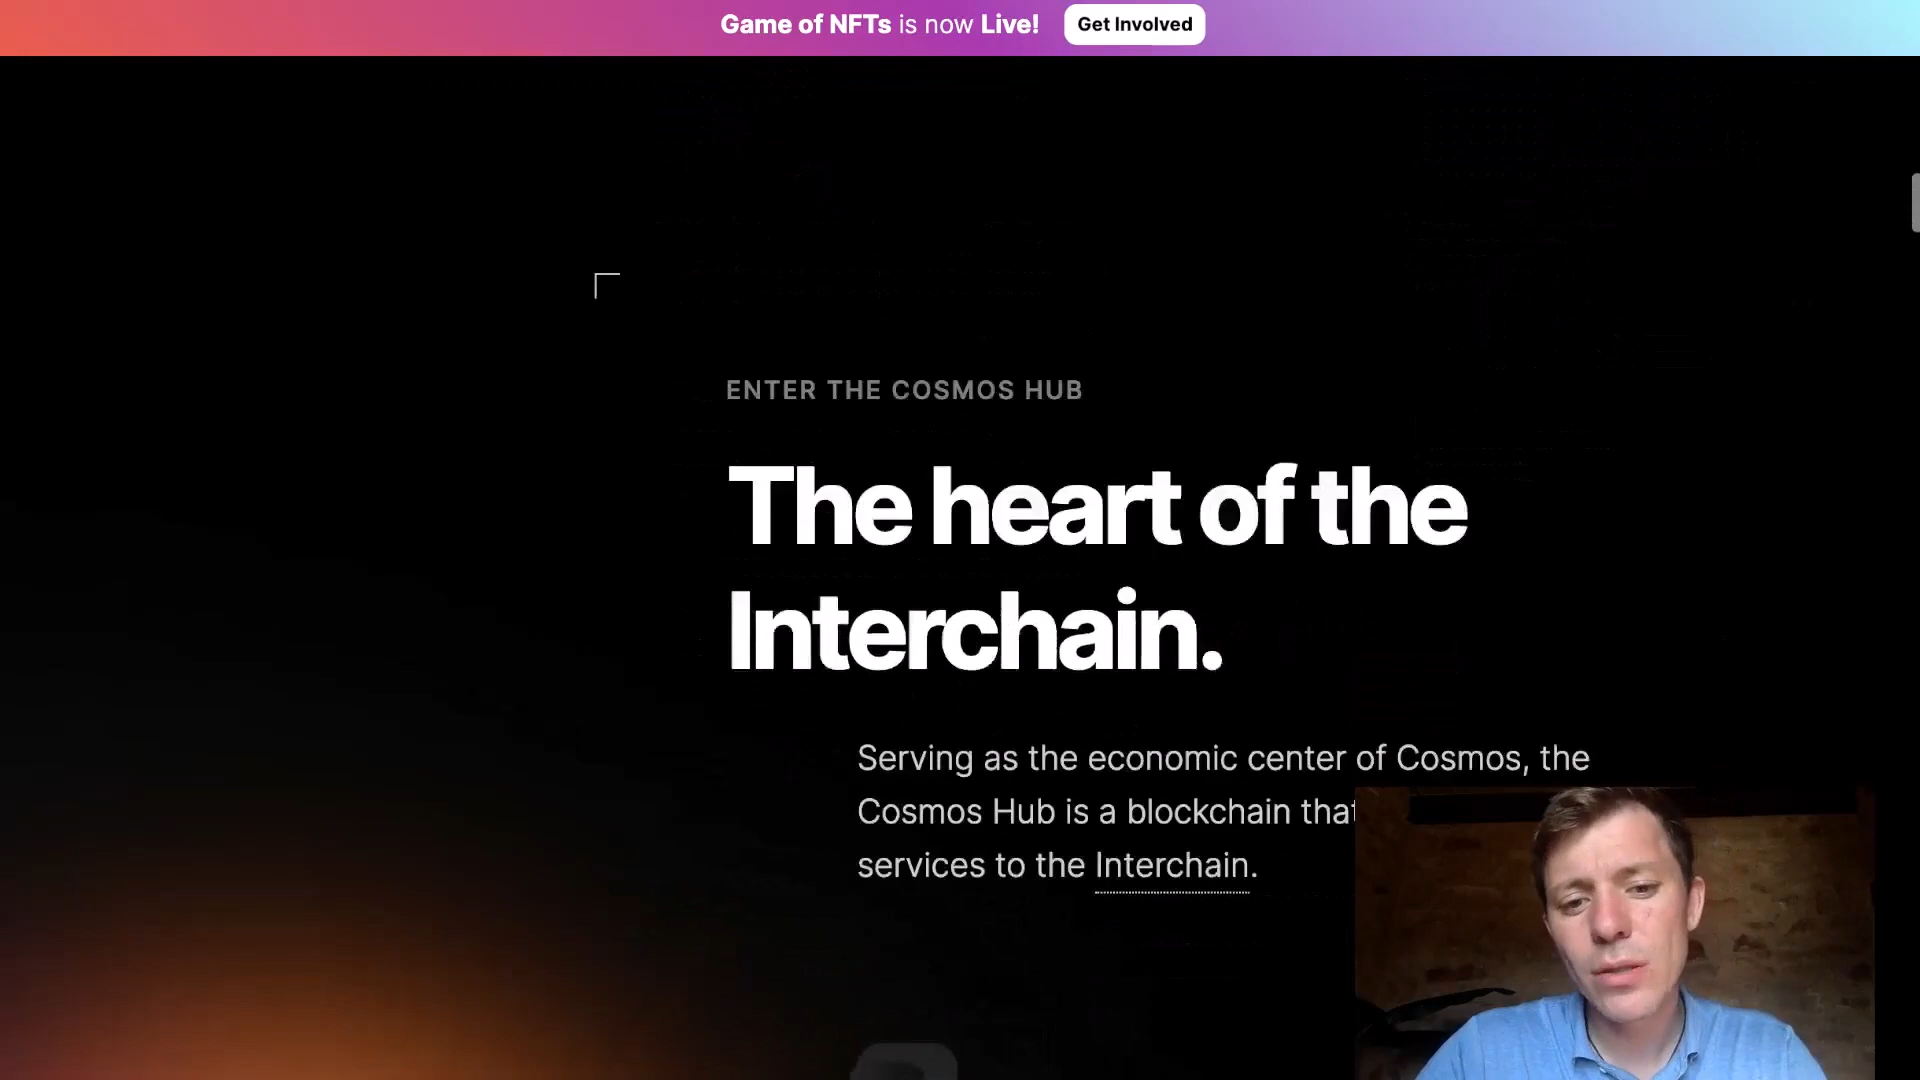 Game of NFTs is now Live! Get Involved
ENTER THE COSMOS HUB
The heart of the
Interchain.
Serving as the economic center of Cosmos, the
Cosmos Hub is a blockchain that
services to the Interchain.